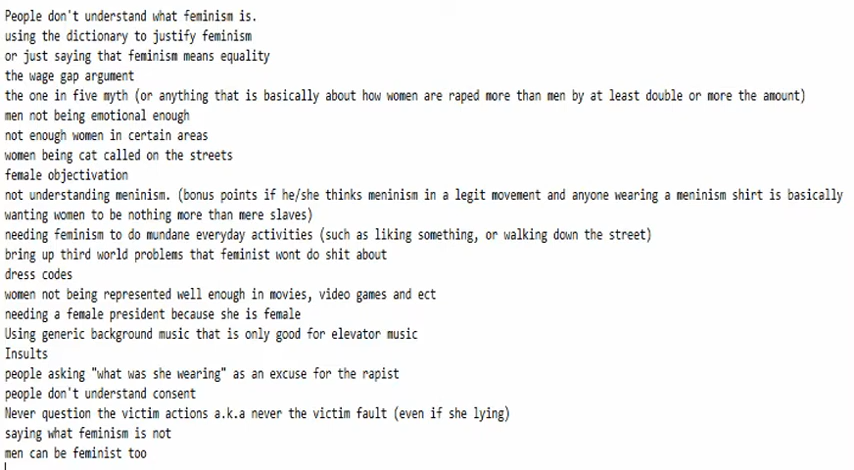 People don't understand what feminism is.
using the dictionary to justify feminism
or just saying that feminism means equality
the wage gap argument
the one in five myth (or anything that is basically about how women are raped more than men by at least double or more the amount)
men not being emotional enough
not enough women in certain areas
women being cat called on the streets
female objectivation
not understanding meninism. (bonus points if he/she thinks meninism in a legit movement and anyone wearing a meninism shirt is basically
wanting women to be nothing more than mere slaves)
needing feminism to do mundane everyday activities (such as liking something, or walking down the street)
bring up third world problems that feminist wont do shit about
dress codes
women not being represented well enough in movies, video games and ect
needing a female president because she is female
Using generic background music that is only good for elevator music
Insults
people asking "what was she wearing" as an excuse for the rapist
people don't understand consent
Never question the victim actions a.k.a never the victim fault (even if she lying)
saying what feminism is not
men can be feminist too